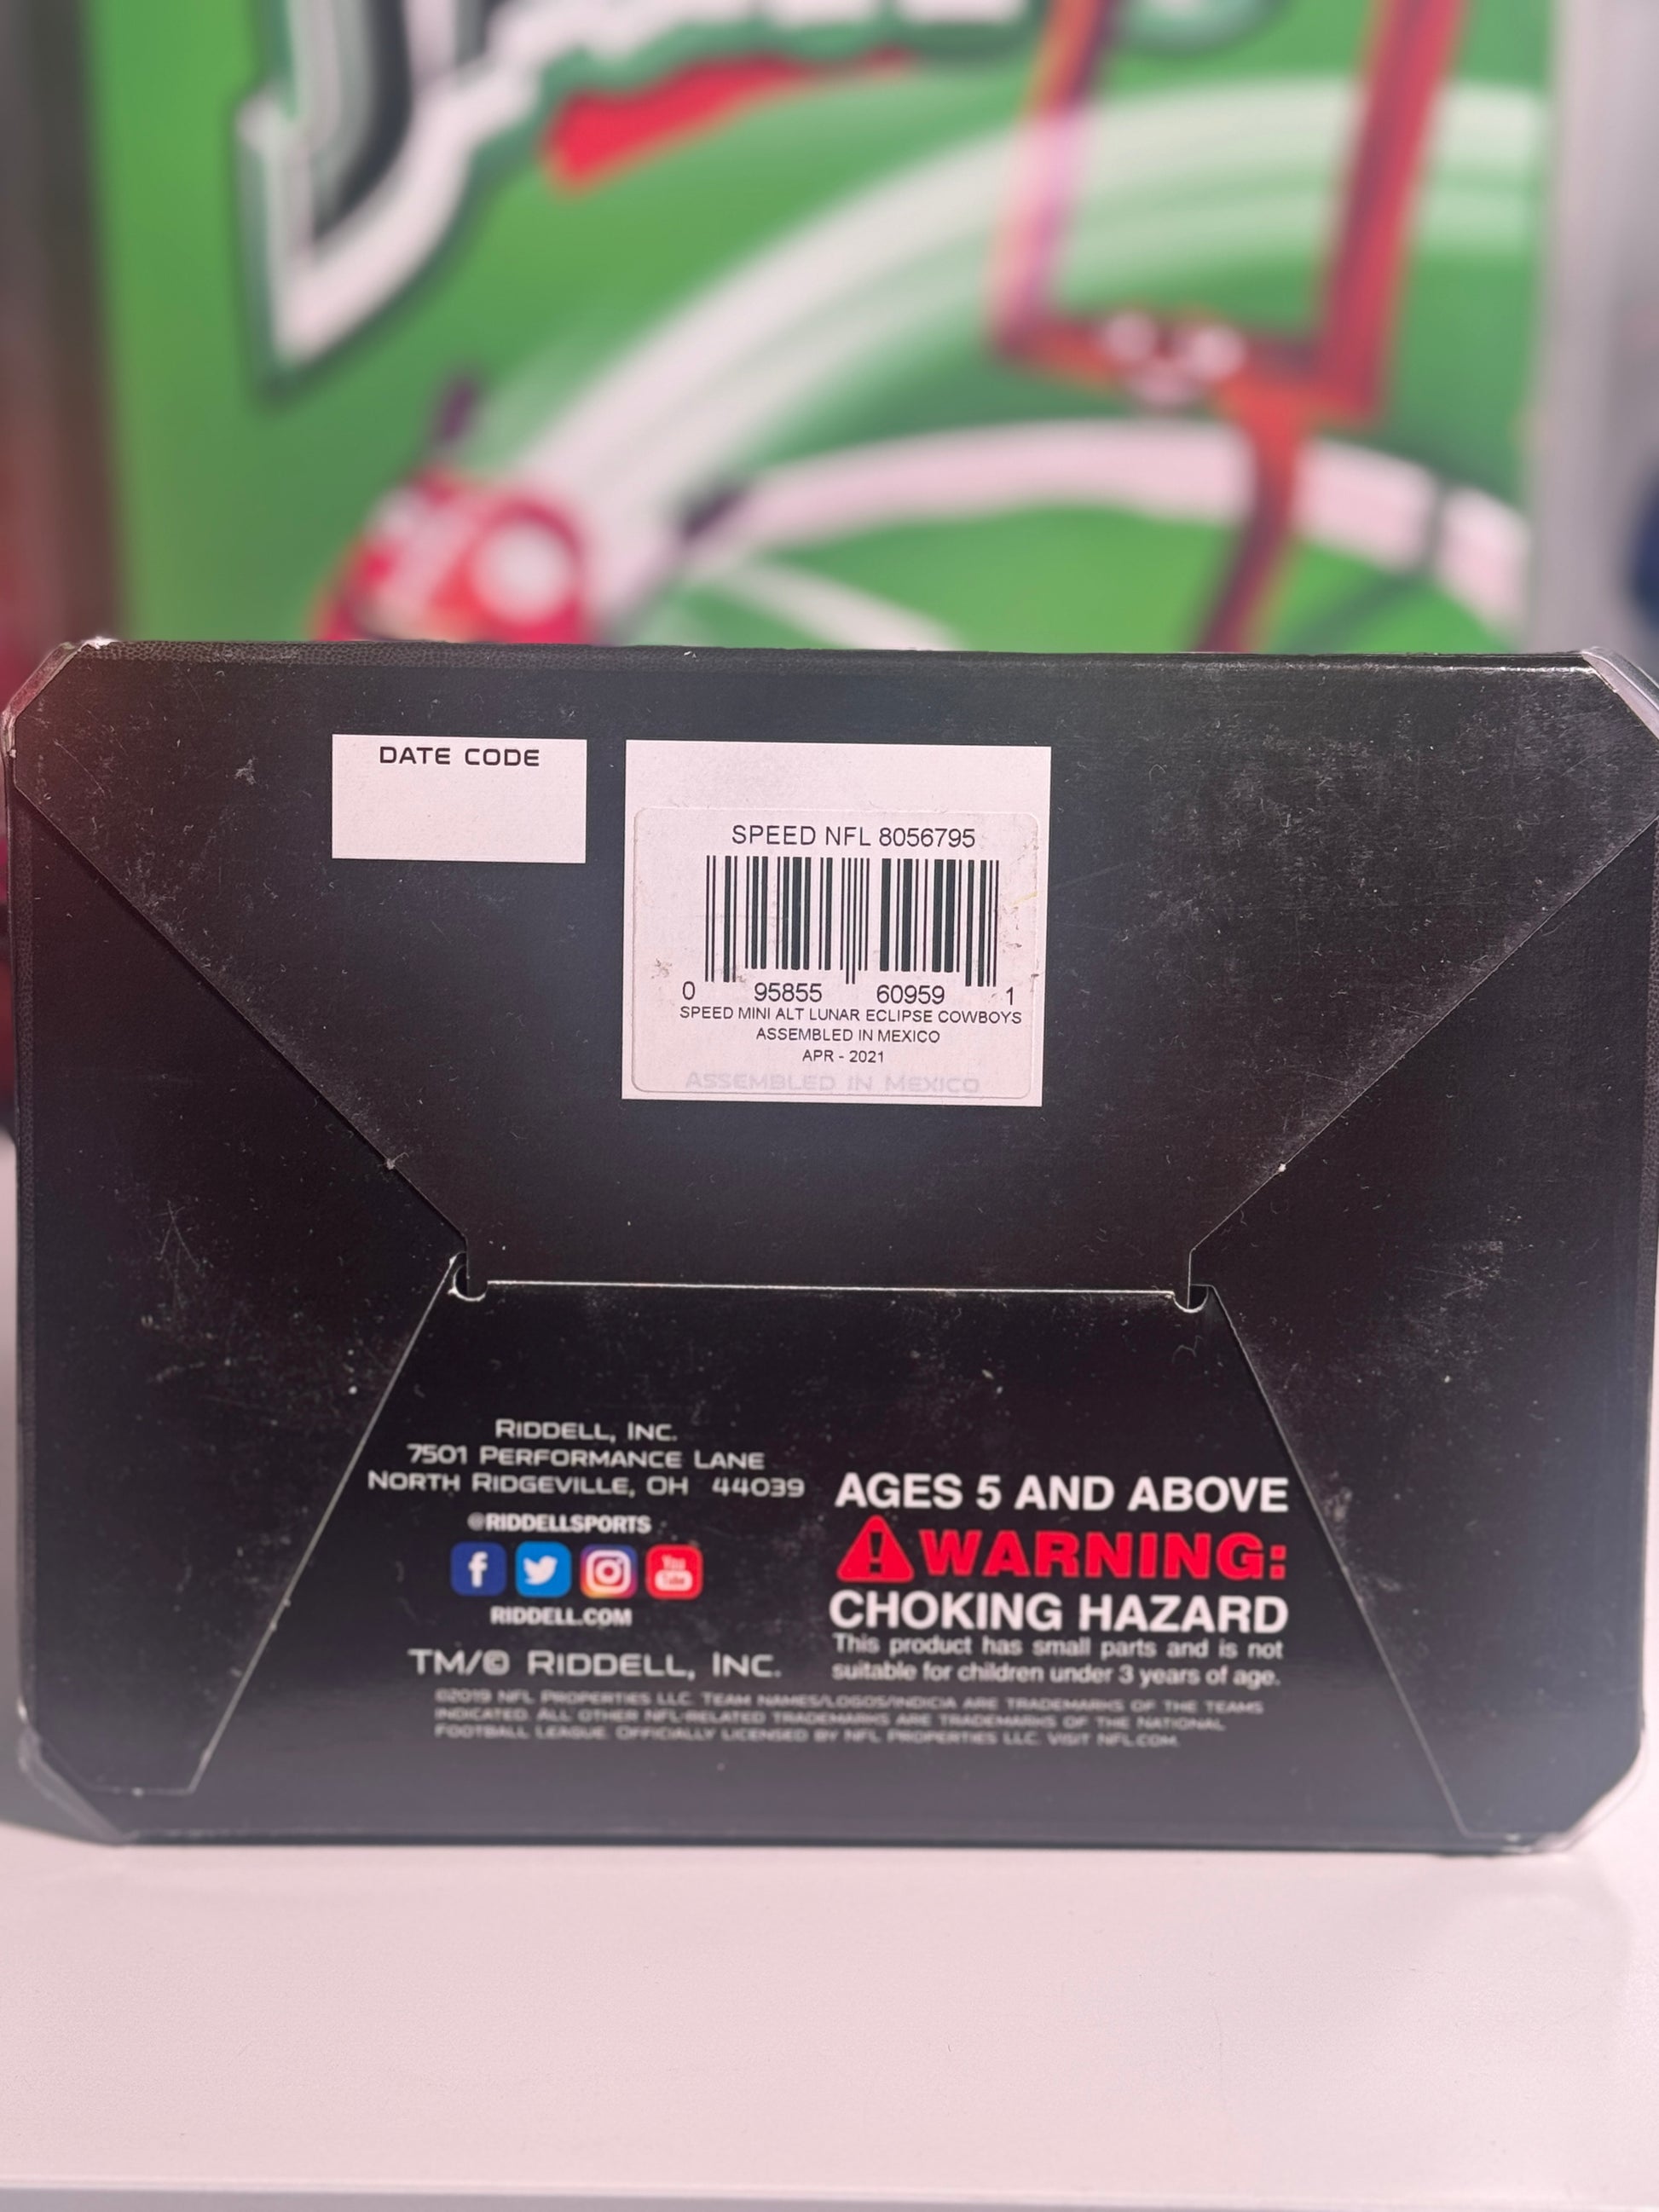 DATE CODE
SPEED NFL 8056795
0 95855 60959 1
SPEED MINI ALT LUNAR ECLIPSE COWBOYS
ASSEMBLED IN MEXICO
APR - 2021
ASSEMBLED IN MEXICO
RIDDELL, INC.
7501 PERFORMANCE LANE
NORTH RIDGEVILLE, OH 44039
@RIDDELLSPORTS
You Tube
RIDDELL.COM
TM/© RIDDELL, INC.
AGES 5 AND ABOVE
WARNING:
CHOKING HAZARD
This product has small parts and is not
suitable for children under 3 years of age.
©2019 NFL PROPERTIES LLC. TEAM NAMES/LOGOS/INDICIA ARE TRADEMARKS OF THE TEAMS
INDICATED. ALL OTHER NFL-RELATED TRADEMARKS ARE TRADEMARKS OF THE NATIONAL
FOOTBALL LEAGUE. OFFICIALLY LICENSED BY NFL PROPERTIES LLC. VISIT NFL.COM.